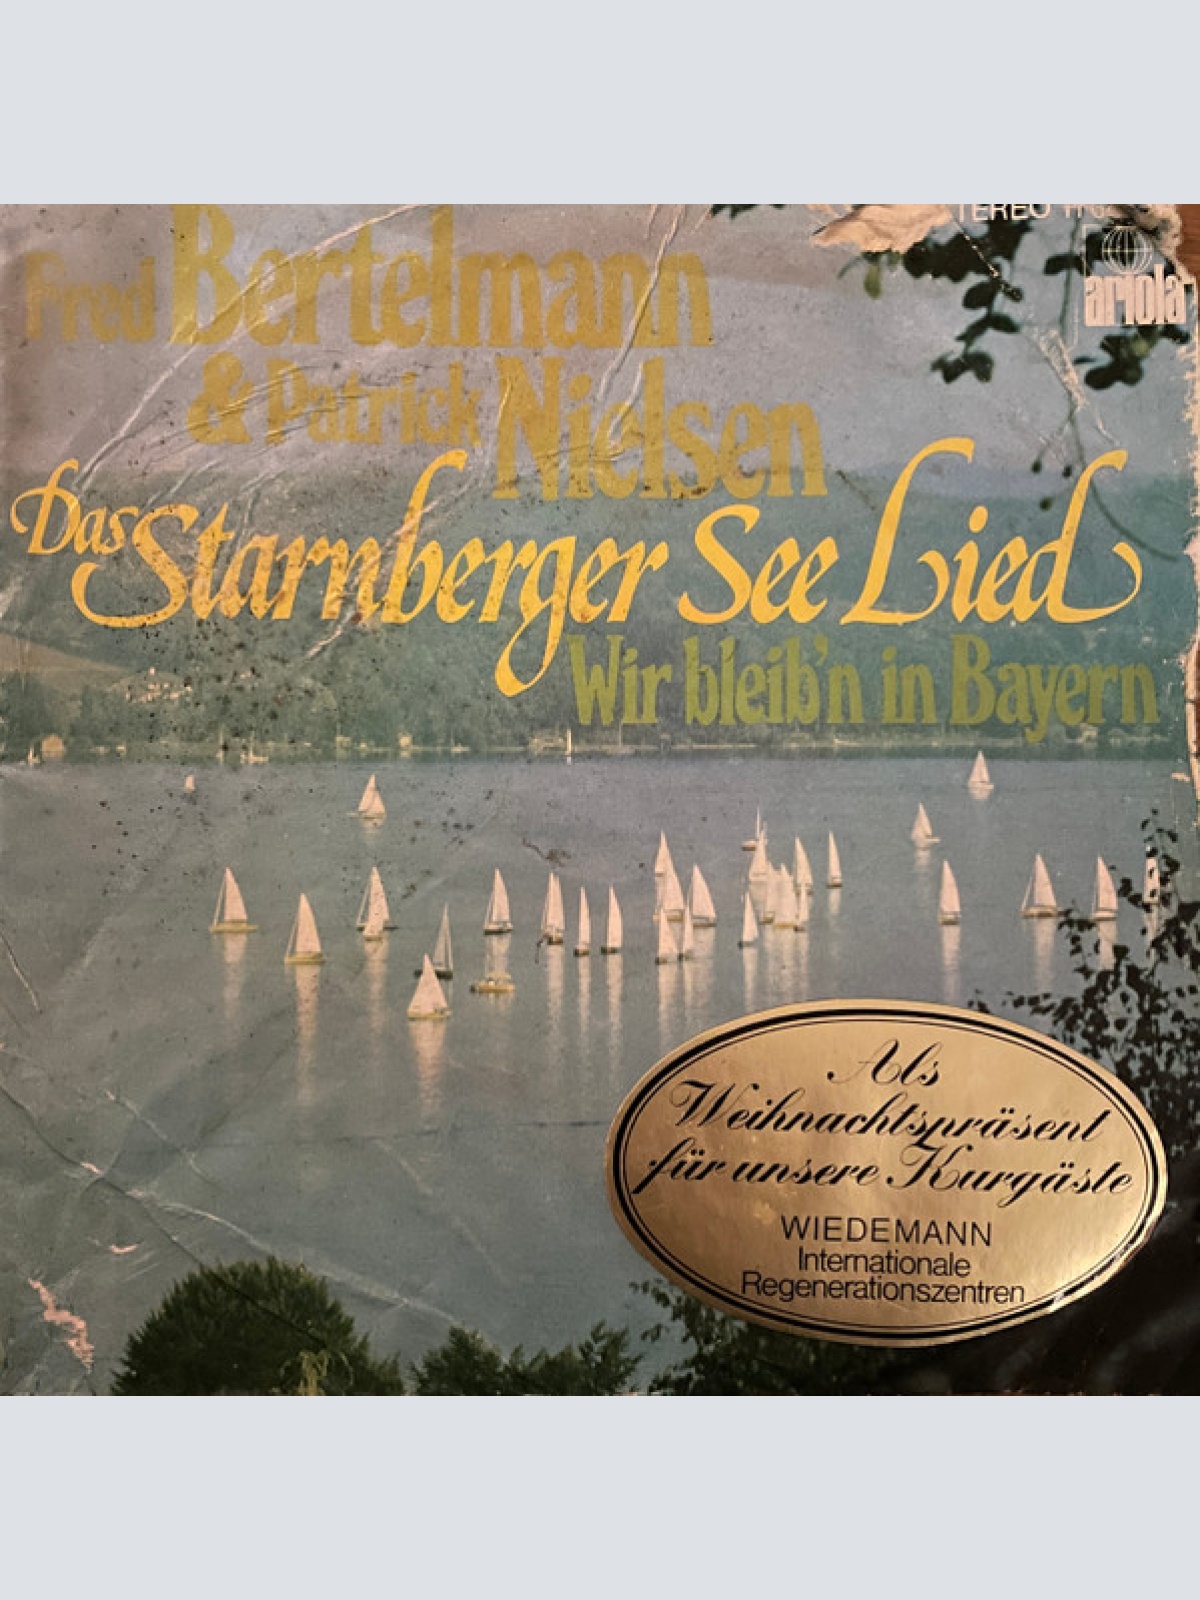 STEREO
ariola
Fred Bertelmann
& Patrick Nielsen
Das Starnberger See Lied
Wir bleib'n in Bayern
Als
Weihnachtspräsent
für unsere Kurgäste
WIEDEMANN
Internationale
Regenerationszentren